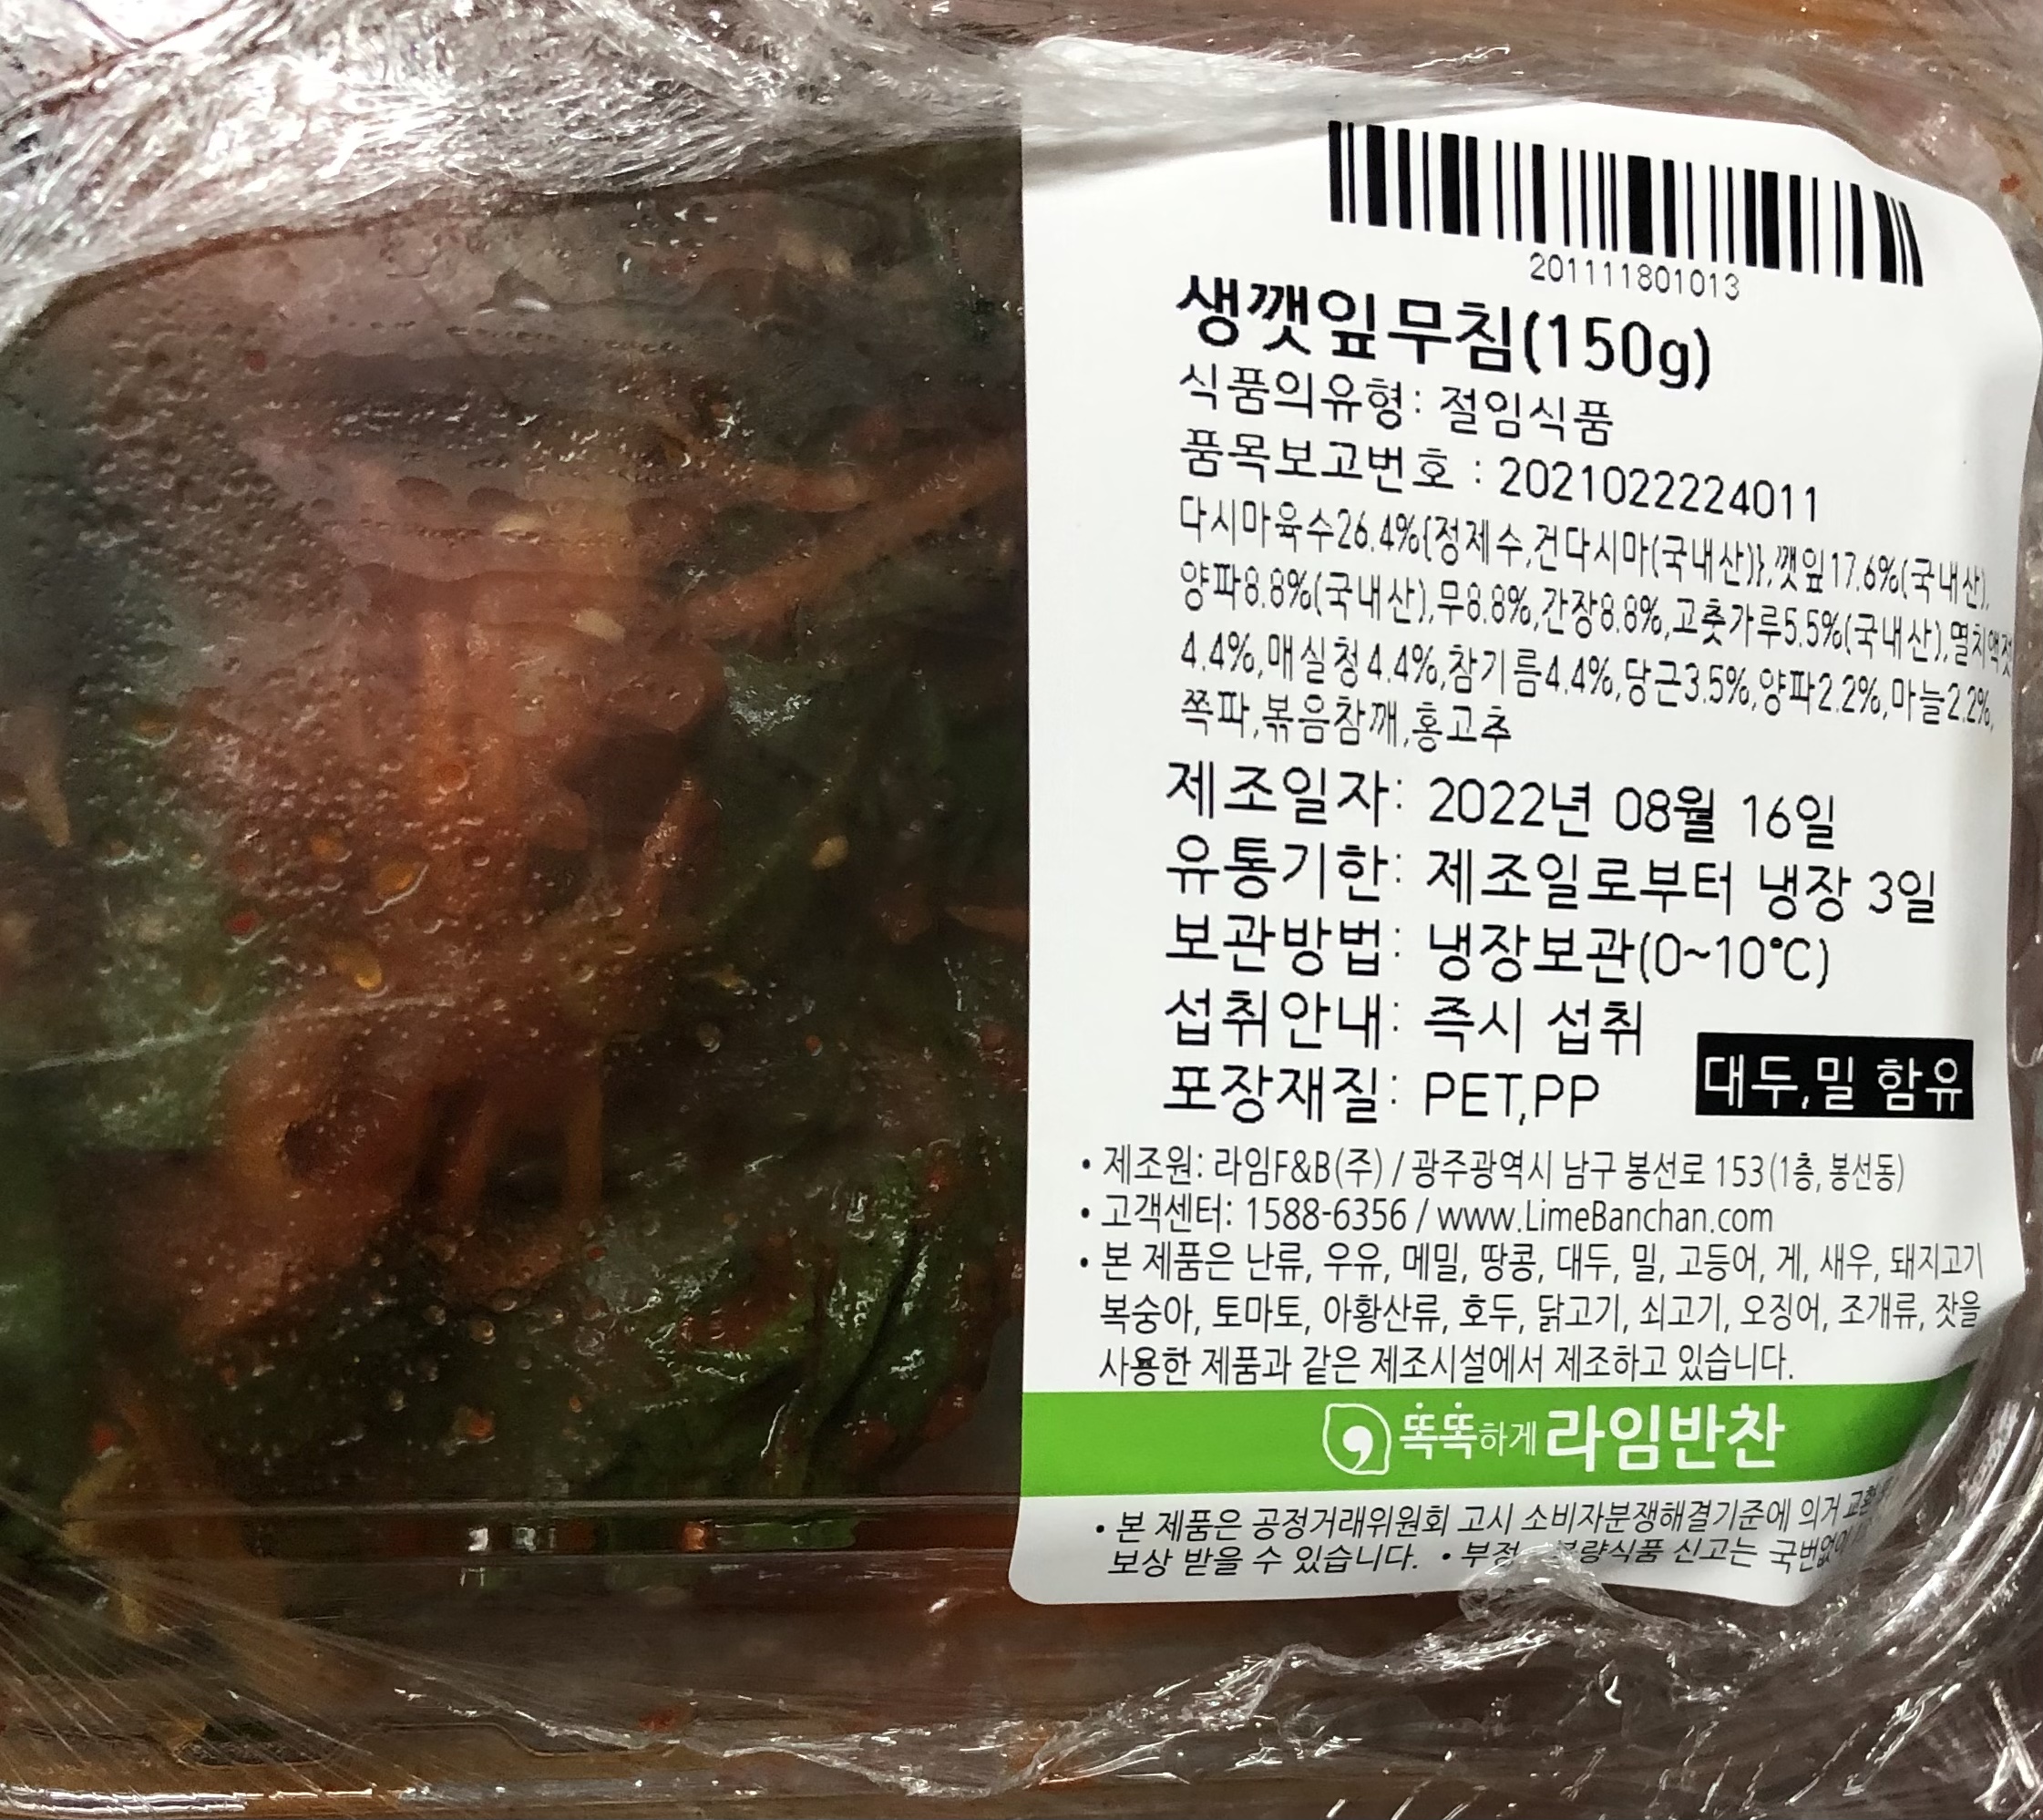 201111801013
생깻잎무침(150g)
식품의유형: 절임식품
품목보고번호 : 2021022224011
다시마육수26.4%{정제수,건다시마(국내산)},깻잎17.6%(국내산),
양파8.8%(국내산),무8.8%,간장8.8%,고춧가루5.5%(국내산),멸치액젓
4.4%,매실청4.4%,참기름4.4%,당근3.5%,양파2.2%,마늘2.2%,
쪽파,볶음참깨,홍고추
제조일자: 2022년 08월 16일
유통기한: 제조일로부터 냉장 3일
보관방법: 냉장보관(0~10℃)
섭취안내: 즉시 섭취
포장재질: PET,PP
대두,밀 함유
• 제조원: 라임F&B(주) / 광주광역시 남구 봉선로 153(1층, 봉선동)
• 고객센터: 1588-6356 / www.LimeBanchan.com
• 본 제품은 난류, 우유, 메밀, 땅콩, 대두, 밀, 고등어, 게, 새우, 돼지고기
복숭아, 토마토, 아황산류, 호두, 닭고기, 쇠고기, 오징어, 조개류, 잣을
사용한 제품과 같은 제조시설에서 제조하고 있습니다.
똑똑하게 라임반찬
• 본 제품은 공정거래위원회 고시 소비자분쟁해결기준에 의거 교환
보상 받을 수 있습니다. • 부정 불량식품 신고는 국번없이